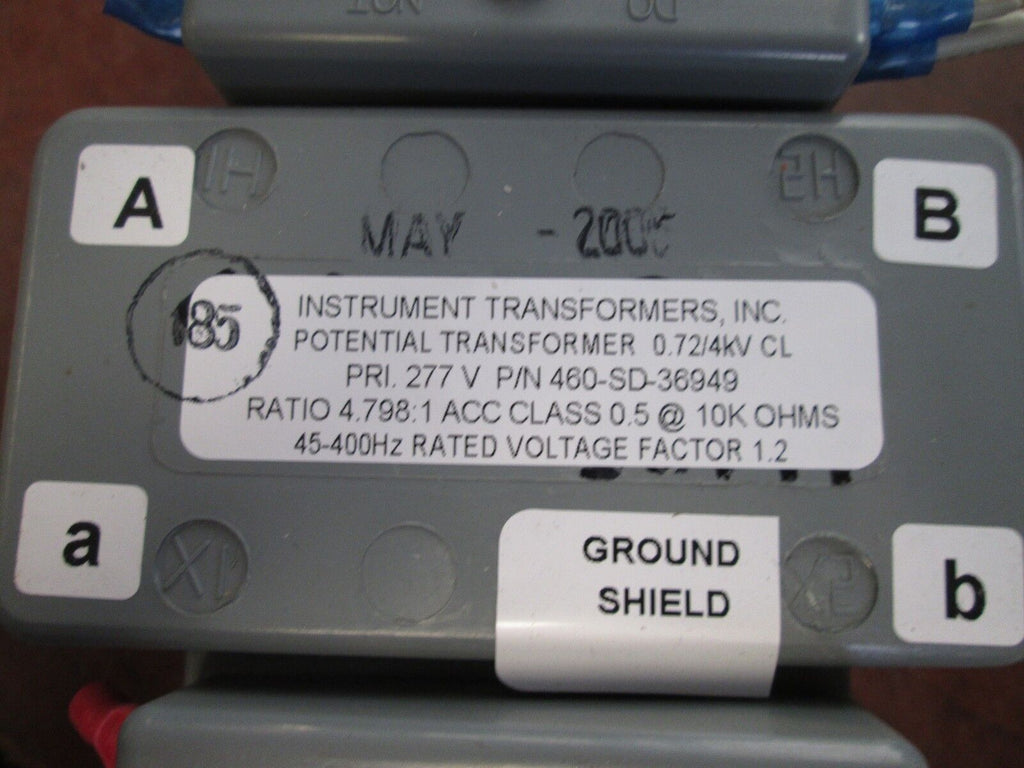 A
H1
H2
B
MAY - 200
185
INSTRUMENT TRANSFORMERS, INC.
POTENTIAL TRANSFORMER 0.72/4kV CL
PRI. 277 V P/N 460-SD-36949
RATIO 4.798:1 ACC CLASS 0.5 @ 10K OHMS
45-400Hz RATED VOLTAGE FACTOR 1.2
a
X1
GROUND
SHIELD
X2
b